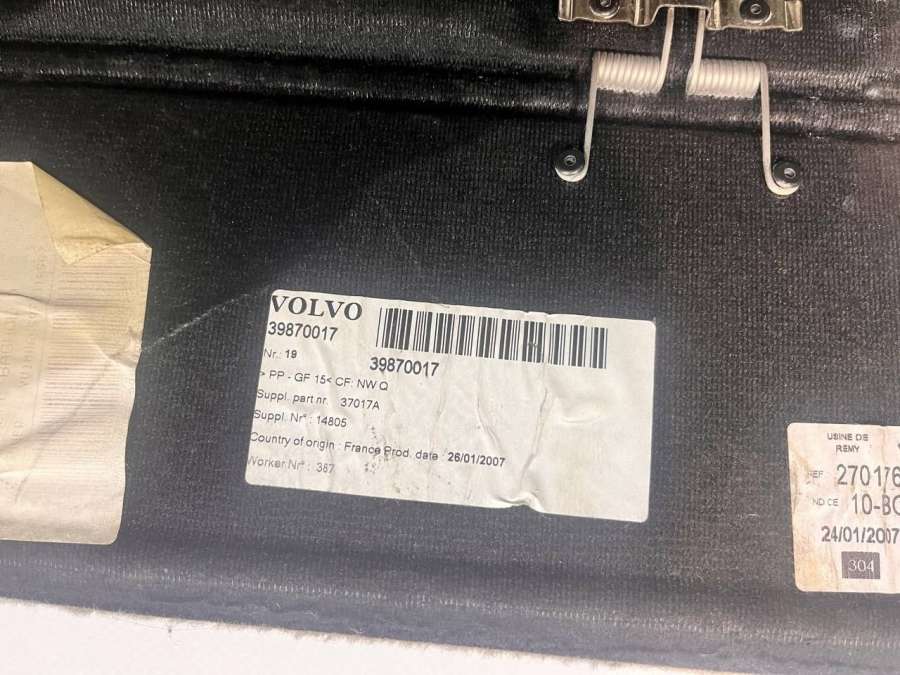 VOLVO
39870017
39870017
Nr.: 19
> PP - GF 15< CF: NW Q
Suppl. part nr. 37017A
Suppl. Nr°: 14805
Country of origin : France Prod. date : 26/01/2007
Worker Nr° : 387
USINE DE
REMY
REF 270176
INDICE 10-BC
24/01/2007
304